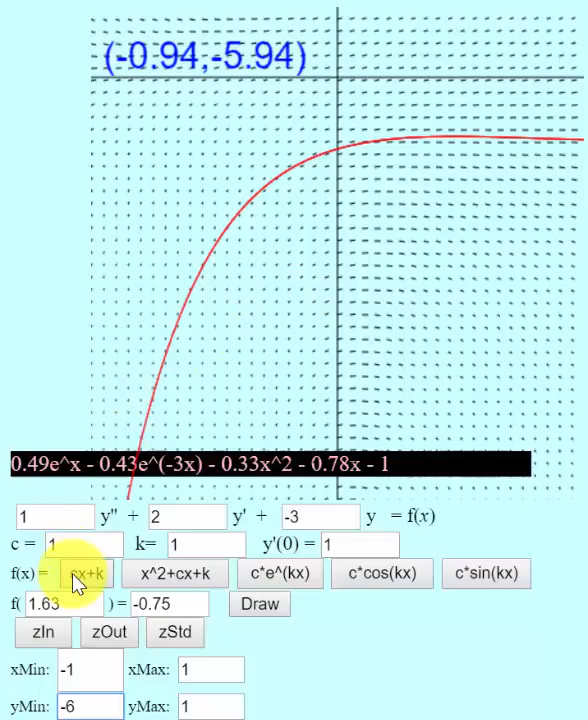 (-0.94,-5.94)
0.49e^x - 0.43e^(-3x) - 0.33x^2 - 0.78x - 1
1 y" + 2 y' + -3 y = f(x)
c = 1 k= 1 y'(0) = 1
f(x) = cx+k x^2+cx+k c*e^(kx) c*cos(kx) c*sin(kx)
f( 1.63 ) = -0.75 Draw
zIn zOut zStd
xMin: -1 xMax: 1
yMin: -6 yMax: 1